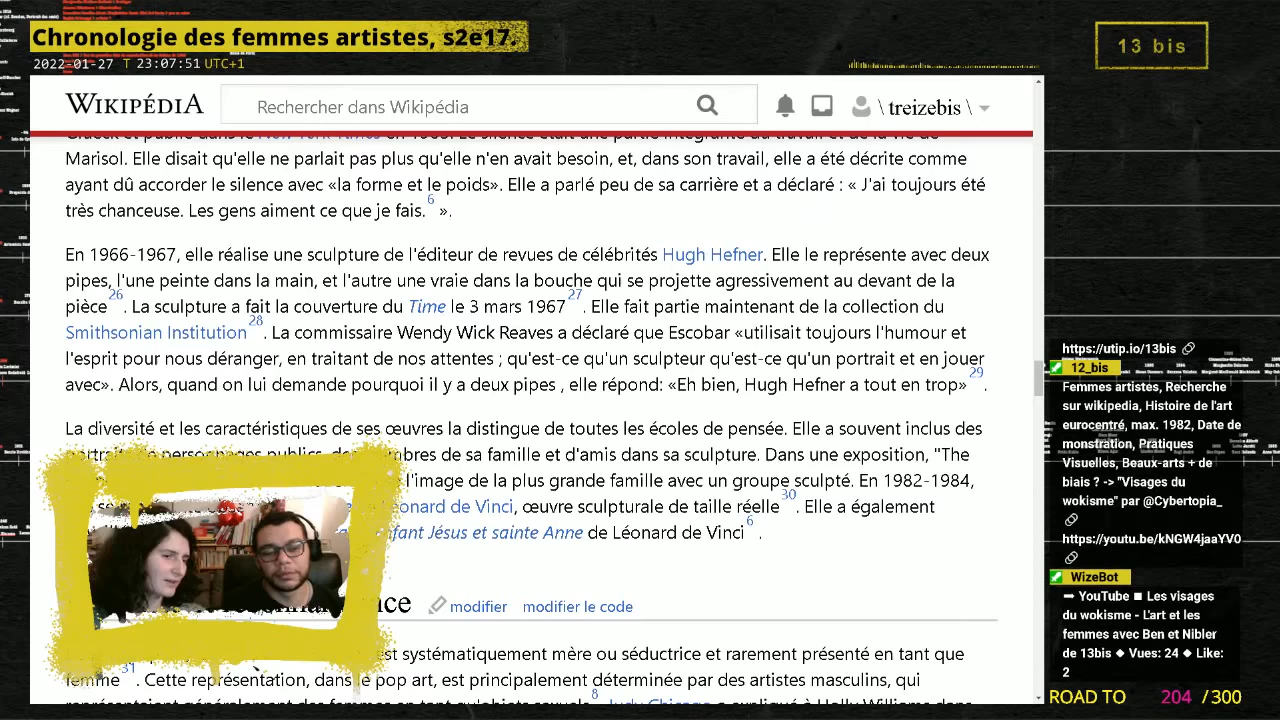 Chronologie des femmes artistes, s2e17.
2022-01-27 T 23:07:51 UTC+1
13 bis
WIKIPÉDIA
Rechercher dans Wikipédia
\ treizebis \
Marisol. Elle disait qu'elle ne parlait pas plus qu'elle n'en avait besoin, et, dans son travail, elle a été décrite comme
ayant dû accorder le silence avec «la forme et le poids». Elle a parlé peu de sa carrière et a déclaré : « J'ai toujours été
très chanceuse. Les gens aiment ce que je fais. 6 ».
En 1966-1967, elle réalise une sculpture de l'éditeur de revues de célébrités Hugh Hefner. Elle le représente avec deux
pipes, l'une peinte dans la main, et l'autre une vraie dans la bouche qui se projette agressivement au devant de la
pièce 26. La sculpture a fait la couverture du Time le 3 mars 1967 27. Elle fait partie maintenant de la collection du
Smithsonian Institution 28. La commissaire Wendy Wick Reaves a déclaré que Escobar «utilisait toujours l'humour et
l'esprit pour nous déranger, en traitant de nos attentes ; qu'est-ce qu'un sculpteur, qu'est-ce qu'un portrait et en jouer
avec». Alors, quand on lui demande pourquoi il y a deux pipes , elle répond: «Eh bien, Hugh Hefner a tout en trop» 29.
La diversité et les caractéristiques de ses œuvres la distingue de toutes les écoles de pensée. Elle a souvent inclus des
de sa famille et d'amis dans sa sculpture. Dans une exposition, "The
l'image de la plus grande famille avec un groupe sculpté. En 1982-1984,
de Vinci, œuvre sculpturale de taille réelle 30. Elle a également
Jésus et sainte Anne de Léonard de Vinci 6.
modifier modifier le code
systématiquement mère ou séductrice et rarement présenté en tant que
femme 31. Cette représentation, dans le pop art, est principalement déterminée par des artistes masculins, qui
https://utip.io/13bis
12_bis
Femmes artistes, Recherche
sur wikipedia, Histoire de l'art
eurocentré, max. 1982, Date de
monstration, Pratiques
Visuelles, Beaux-arts + de
biais ? -> "Visages du
wokisme" par @Cybertopia_
https://youtu.be/kNGW4jaaYV0
WizeBot
➡ YouTube ■ Les visages
du wokisme - L'art et les
femmes avec Ben et Nibler
de 13bis ◆ Vues: 24 ◆ Like:
2
ROAD TO 204 / 300